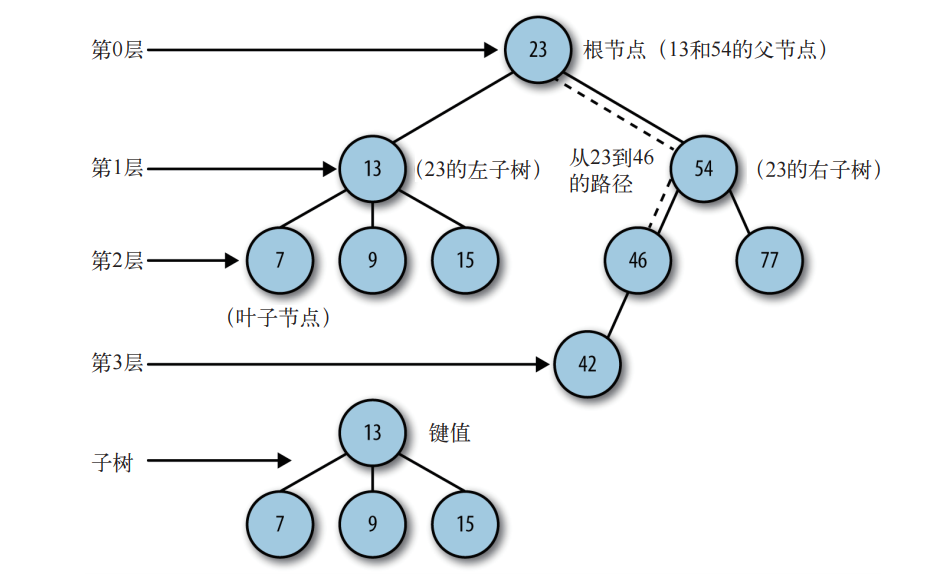 第0层
23
根节点（13和54的父节点）
第1层
13
（23的左子树）
从23到46
的路径
54
（23的右子树）
第2层
7
9
15
46
77
（叶子节点）
第3层
42
13
键值
子树
7
9
15